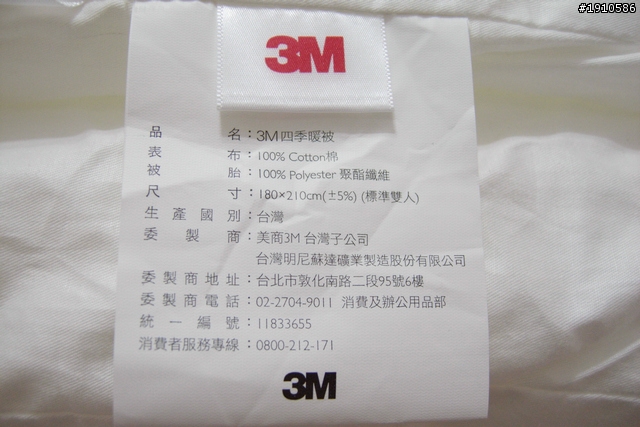 #1910586
3M
品名：3M四季暖被
表布：100% Cotton棉
被胎：100% Polyester 聚酯纖維
尺寸：180×210cm(±5%) (標準雙人)
生產國別：台灣
委製商：美商3M 台灣子公司
台灣明尼蘇達礦業製造股份有限公司
委製商地址：台北市敦化南路二段95號6樓
委製商電話：02-2704-9011 消費及辦公用品部
統一編號：11833655
消費者服務專線：0800-212-171
3M